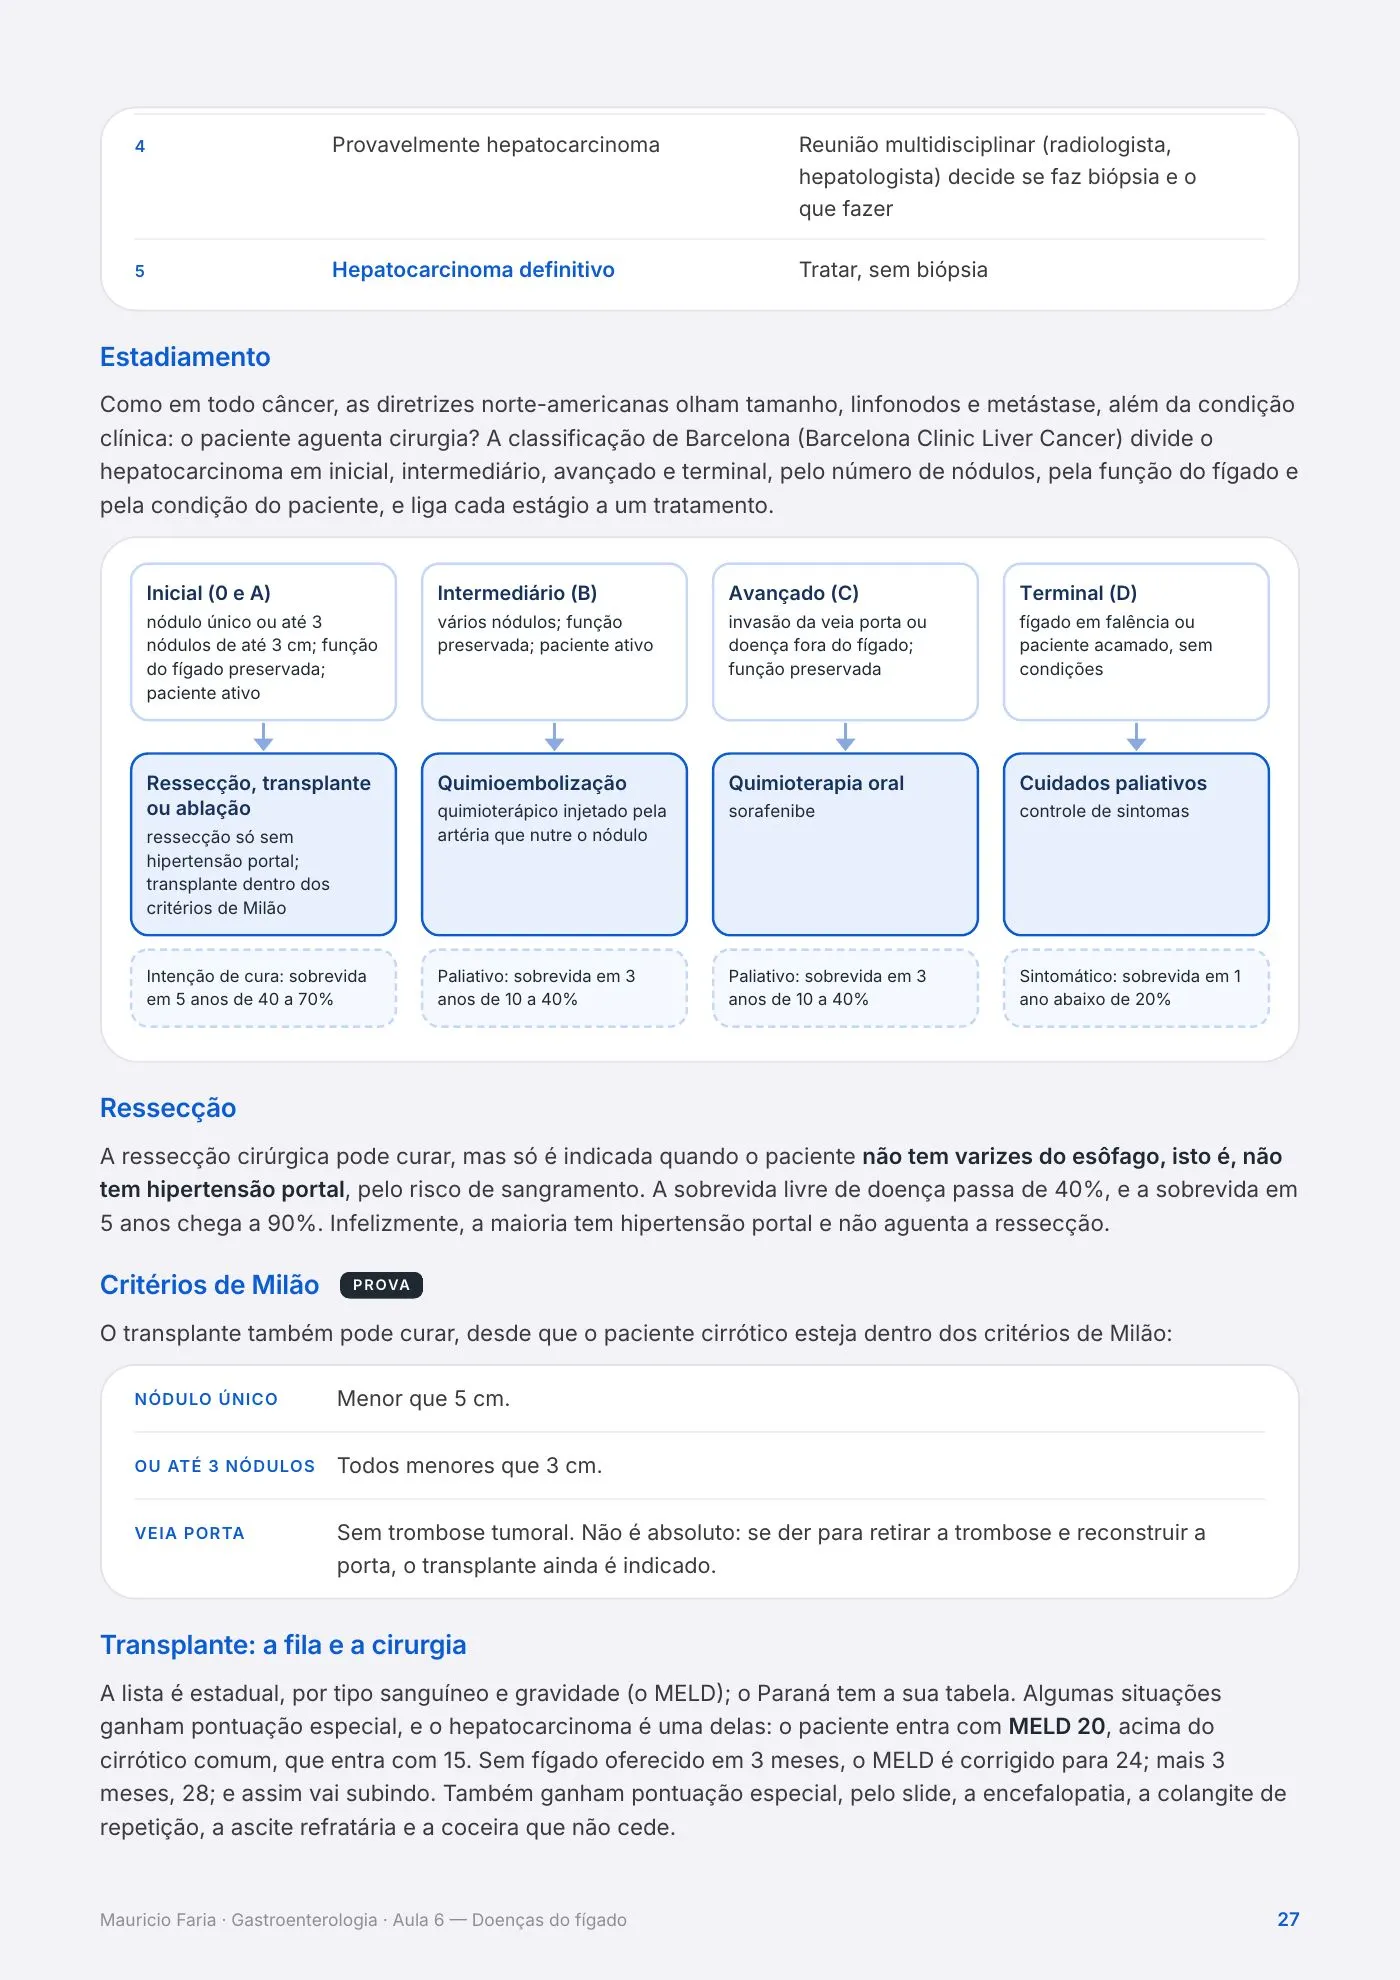 4
Provavelmente hepatocarcinoma
Reunião multidisciplinar (radiologista,
hepatologista) decide se faz biópsia e o
que fazer
5
Hepatocarcinoma definitivo
Tratar, sem biópsia
Estadiamento
Como em todo câncer, as diretrizes norte-americanas olham tamanho, linfonodos e metástase, além da condição
clínica: o paciente aguenta cirurgia? A classificação de Barcelona (Barcelona Clinic Liver Cancer) divide o
hepatocarcinoma em inicial, intermediário, avançado e terminal, pelo número de nódulos, pela função do fígado e
pela condição do paciente, e liga cada estágio a um tratamento.
Inicial (0 e A)
nódulo único ou até 3
nódulos de até 3 cm; função
do fígado preservada;
paciente ativo
Intermediário (B)
vários nódulos; função
preservada; paciente ativo
Avançado (C)
invasão da veia porta ou
doença fora do fígado;
função preservada
Terminal (D)
fígado em falência ou
paciente acamado, sem
condições
Ressecção, transplante
ou ablação
ressecção só sem
hipertensão portal;
transplante dentro dos
critérios de Milão
Quimioembolização
quimioterápico injetado pela
artéria que nutre o nódulo
Quimioterapia oral
sorafenibe
Cuidados paliativos
controle de sintomas
Intenção de cura: sobrevida
em 5 anos de 40 a 70%
Paliativo: sobrevida em 3
anos de 10 a 40%
Paliativo: sobrevida em 3
anos de 10 a 40%
Sintomático: sobrevida em 1
ano abaixo de 20%
Ressecção
A ressecção cirúrgica pode curar, mas só é indicada quando o paciente não tem varizes do esôfago, isto é, não
tem hipertensão portal, pelo risco de sangramento. A sobrevida livre de doença passa de 40%, e a sobrevida em
5 anos chega a 90%. Infelizmente, a maioria tem hipertensão portal e não aguenta a ressecção.
Critérios de Milão PROVA
O transplante também pode curar, desde que o paciente cirrótico esteja dentro dos critérios de Milão:
NÓDULO ÚNICO Menor que 5 cm.
OU ATÉ 3 NÓDULOS Todos menores que 3 cm.
VEIA PORTA Sem trombose tumoral. Não é absoluto: se der para retirar a trombose e reconstruir a
porta, o transplante ainda é indicado.
Transplante: a fila e a cirurgia
A lista é estadual, por tipo sanguíneo e gravidade (o MELD); o Paraná tem a sua tabela. Algumas situações
ganham pontuação especial, e o hepatocarcinoma é uma delas: o paciente entra com MELD 20, acima do
cirrótico comum, que entra com 15. Sem fígado oferecido em 3 meses, o MELD é corrigido para 24; mais 3
meses, 28; e assim vai subindo. Também ganham pontuação especial, pelo slide, a encefalopatia, a colangite de
repetição, a ascite refratária e a coceira que não cede.
Mauricio Faria · Gastroenterologia · Aula 6 — Doenças do fígado
27